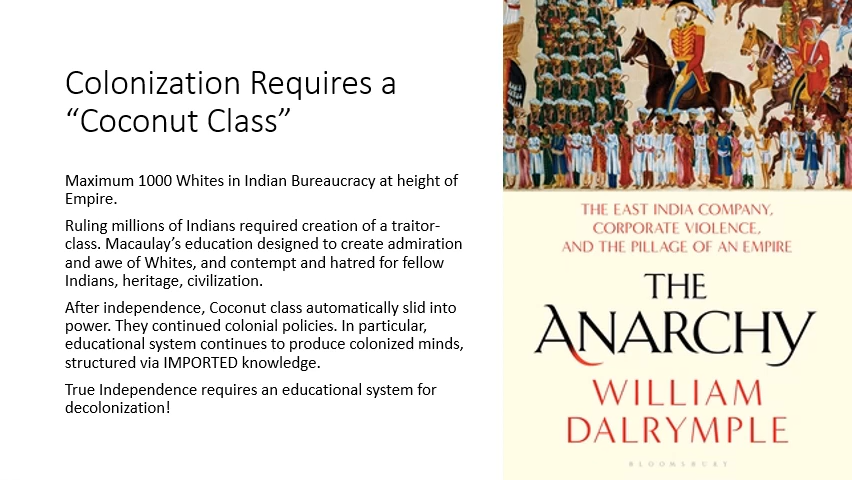 Colonization Requires a
“Coconut Class”
Maximum 1000 Whites in Indian Bureaucracy at height of
Empire.
Ruling millions of Indians required creation of a traitor-
class. Macaulay’s education designed to create admiration
and awe of Whites, and contempt and hatred for fellow
Indians, heritage, civilization.
After independence, Coconut class automatically slid into
power. They continued colonial policies. In particular,
educational system continues to produce colonized minds,
structured via IMPORTED knowledge.
True Independence requires an educational system for
decolonization!
THE EAST INDIA COMPANY,
CORPORATE VIOLENCE,
AND THE PILLAGE OF AN EMPIRE
THE
ANARCHY
WILLIAM
DALRYMPLE
BLOOMSBURY